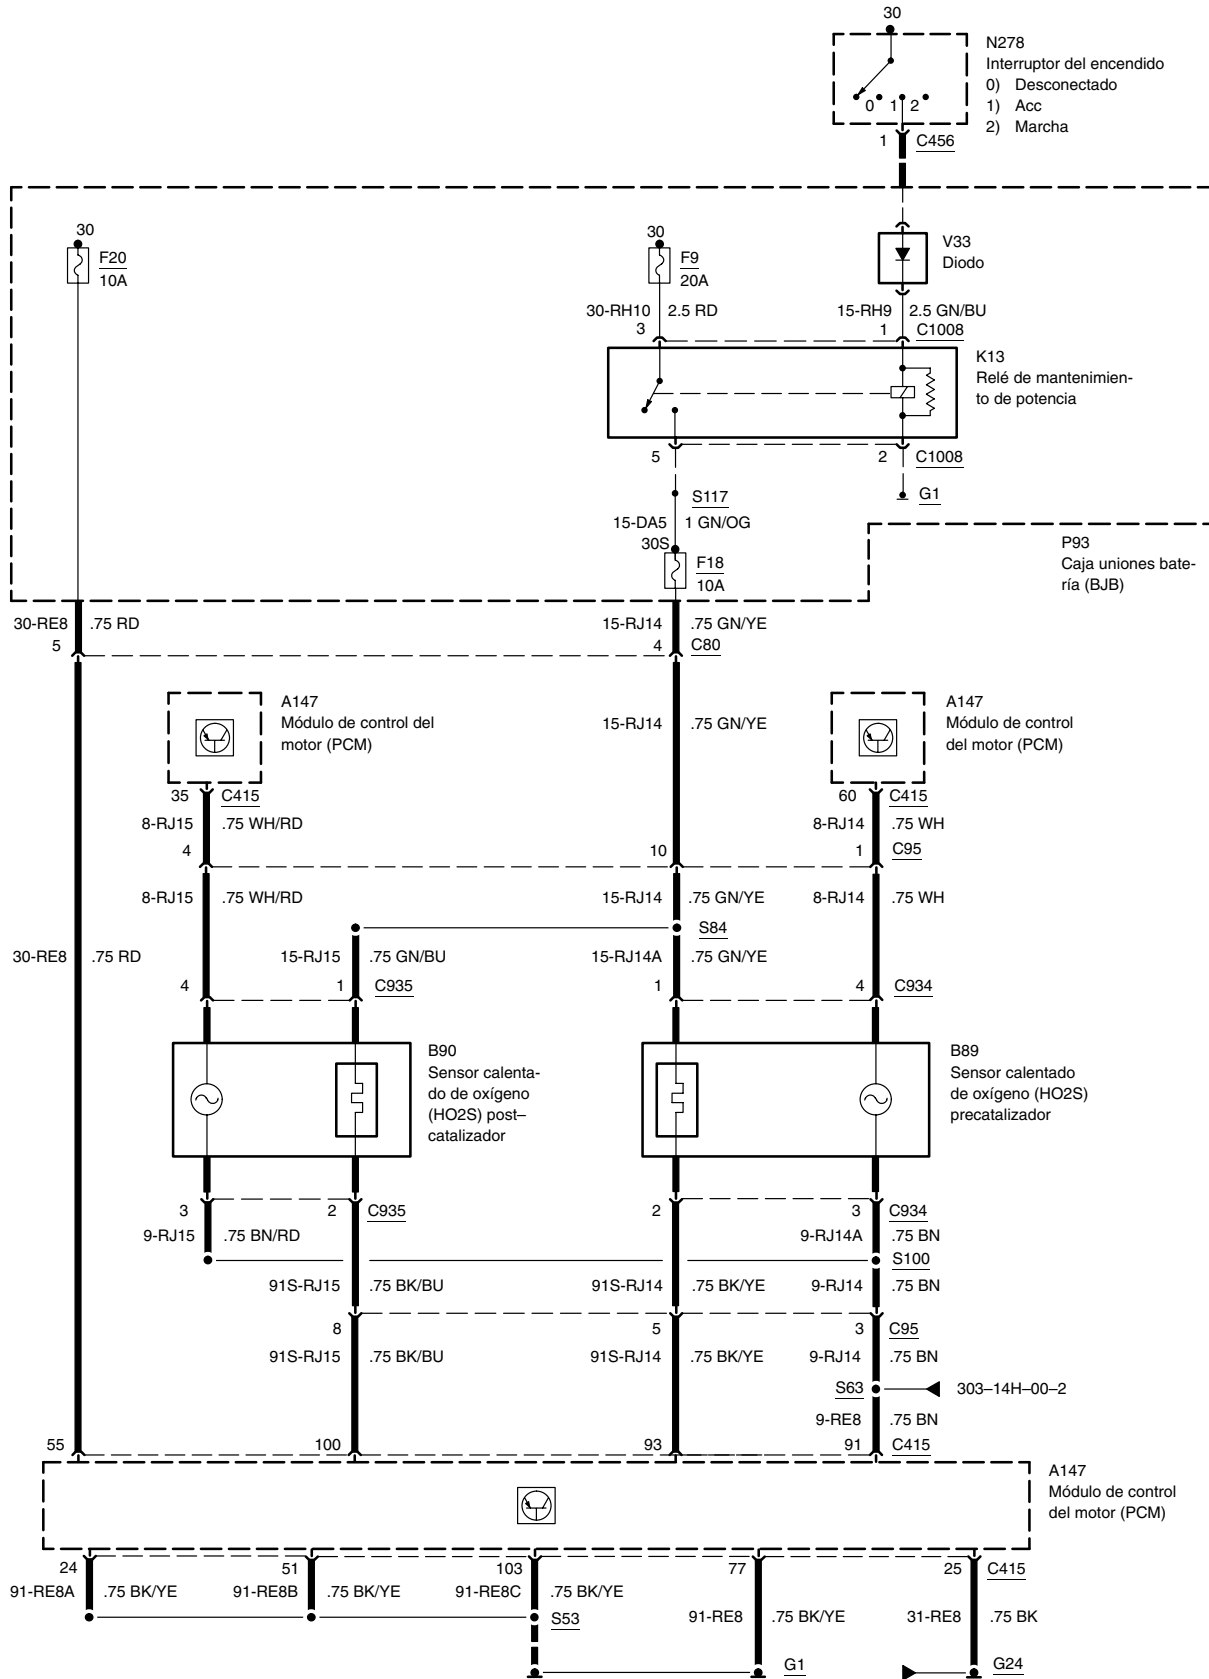 30
N278
Interruptor del encendido
0) Desconectado
1) Acc
2) Marcha
0 1 2
1 C456
30
F20
10A
30
F9
20A
V33
Diodo
30-RH10 2.5 RD
15-RH9 2.5 GN/BU
3
1 C1008
K13
Relé de mantenimien-
to de potencia
5
2 C1008
S117
G1
15-DA5 1 GN/OG
30S
F18
10A
P93
Caja uniones bate-
ría (BJB)
30-RE8 .75 RD
15-RJ14 .75 GN/YE
5
4 C80
A147
Módulo de control del
motor (PCM)
15-RJ14 .75 GN/YE
A147
Módulo de control
del motor (PCM)
35 C415
60 C415
8-RJ15 .75 WH/RD
8-RJ14 .75 WH
4
10
1 C95
8-RJ15 .75 WH/RD
15-RJ14 .75 GN/YE
8-RJ14 .75 WH
S84
30-RE8 .75 RD
15-RJ15 .75 GN/BU
15-RJ14A .75 GN/YE
4
1 C935
1
4 C934
B90
Sensor calenta-
do de oxígeno
(HO2S) post–
catalizador
B89
Sensor calentado
de oxígeno (HO2S)
precatalizador
3
2 C935
2
3 C934
9-RJ15 .75 BN/RD
9-RJ14A .75 BN
S100
91S-RJ15 .75 BK/BU
91S-RJ14 .75 BK/YE
9-RJ14 .75 BN
8
5
3 C95
91S-RJ15 .75 BK/BU
91S-RJ14 .75 BK/YE
9-RJ14 .75 BN
S63 303–14H–00–2
9-RE8 .75 BN
55
100
93
91 C415
A147
Módulo de control
del motor (PCM)
24
51
103
77
25 C415
91-RE8A .75 BK/YE
91-RE8B .75 BK/YE
91-RE8C .75 BK/YE
S53
91-RE8 .75 BK/YE
31-RE8 .75 BK
G1
G24